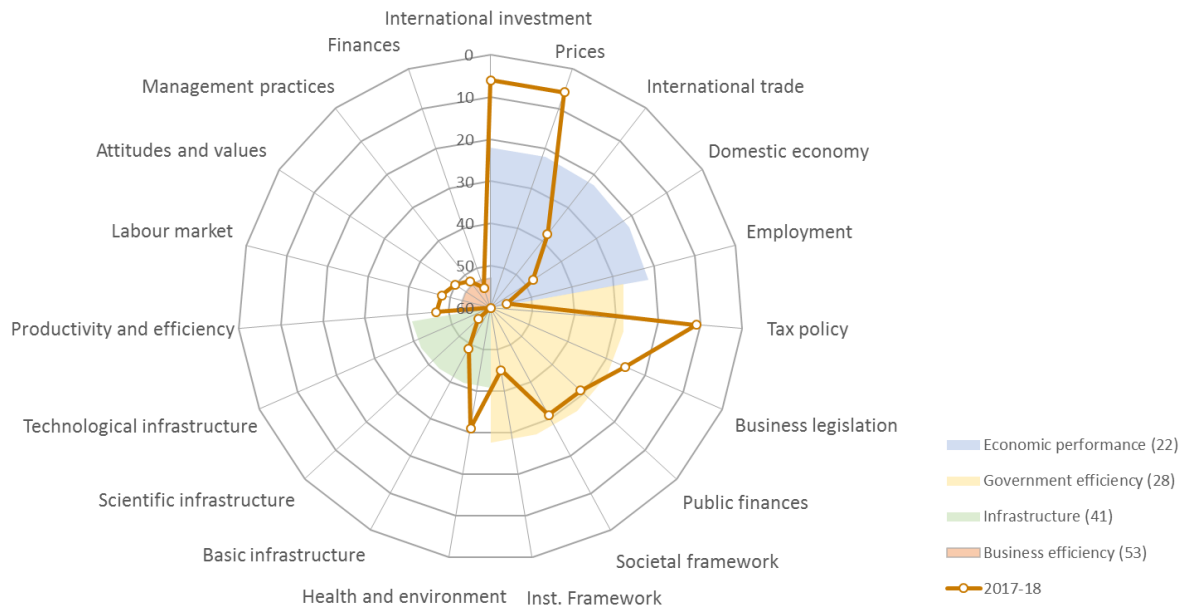 International investment
Finances
Prices
Management practices
International trade
Attitudes and values
Domestic economy
Labour market
Employment
Productivity and efficiency
Tax policy
Technological infrastructure
Business legislation
Scientific infrastructure
Public finances
Basic infrastructure
Societal framework
Health and environment
Inst. Framework
0
10
20
30
40
50
60
Economic performance (22)
Government efficiency (28)
Infrastructure (41)
Business efficiency (53)
2017-18